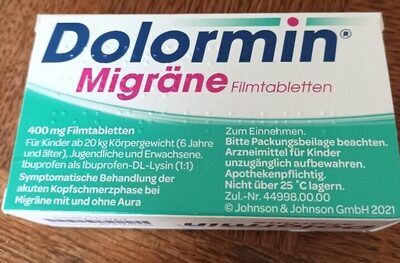 Dolormin®
Migräne Filmtabletten
400 mg Filmtabletten
Für Kinder ab 20 kg Körpergewicht (6 Jahre
und älter), Jugendliche und Erwachsene.
Ibuprofen als Ibuprofen-DL-Lysin (1:1)
Symptomatische Behandlung der
akuten Kopfschmerzphase bei
Migräne mit und ohne Aura
Zum Einnehmen.
Bitte Packungsbeilage beachten.
Arzneimittel für Kinder
unzugänglich aufbewahren.
Apothekenpflichtig.
Nicht über 25 °C lagern.
Zul.-Nr. 44998.00.00
© Johnson & Johnson GmbH 2021